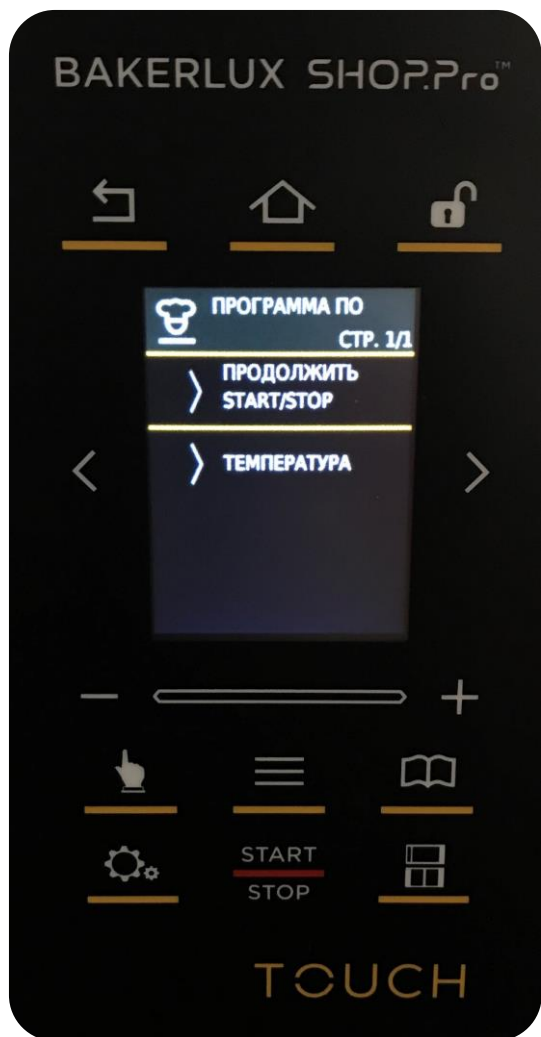 BAKERLUX SHOP.Pro™
ПРОГРАММА ПО
СТР. 1/1
ПРОДОЛЖИТЬ
START/STOP
ТЕМПЕРАТУРА
START
STOP
TOUCH